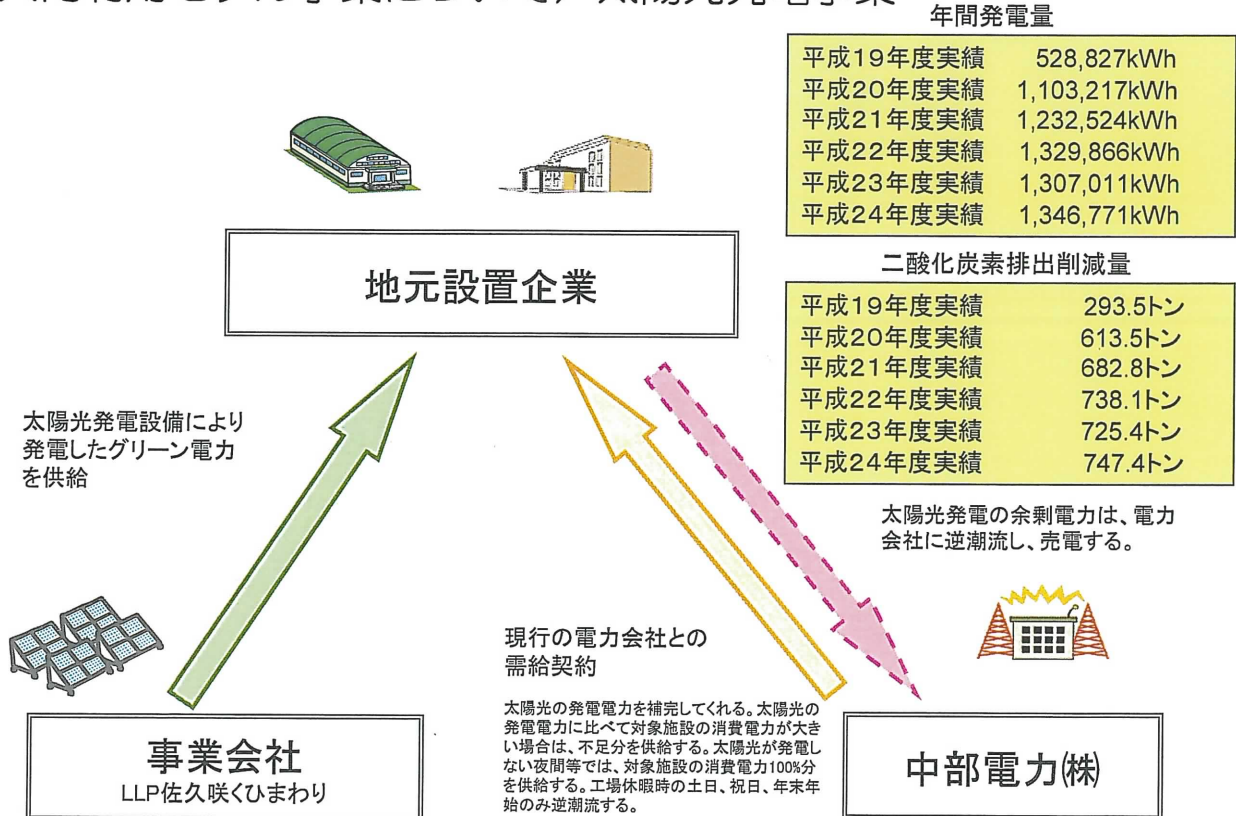 年間発電量
平成19年度実績 528,827kWh
平成20年度実績 1,103,217kWh
平成21年度実績 1,232,524kWh
平成22年度実績 1,329,866kWh
平成23年度実績 1,307,011kWh
平成24年度実績 1,346,771kWh
二酸化炭素排出削減量
平成19年度実績 293.5トン
平成20年度実績 613.5トン
平成21年度実績 682.8トン
平成22年度実績 738.1トン
平成23年度実績 725.4トン
平成24年度実績 747.4トン
地元設置企業
太陽光発電設備により
発電したグリーン電力
を供給
太陽光発電の余剰電力は、電力
会社に逆潮流し、売電する。
現行の電力会社との
需給契約
太陽光の発電電力を補完してくれる。太陽光の
発電電力に比べて対象施設の消費電力が大き
い場合は、不足分を供給する。太陽光が発電し
ない夜間等では、対象施設の消費電力100%分
を供給する。工場休暇時の土日、祝日、年末年
始のみ逆潮流する。
事業会社
LLP佐久咲くひまわり
中部電力㈱